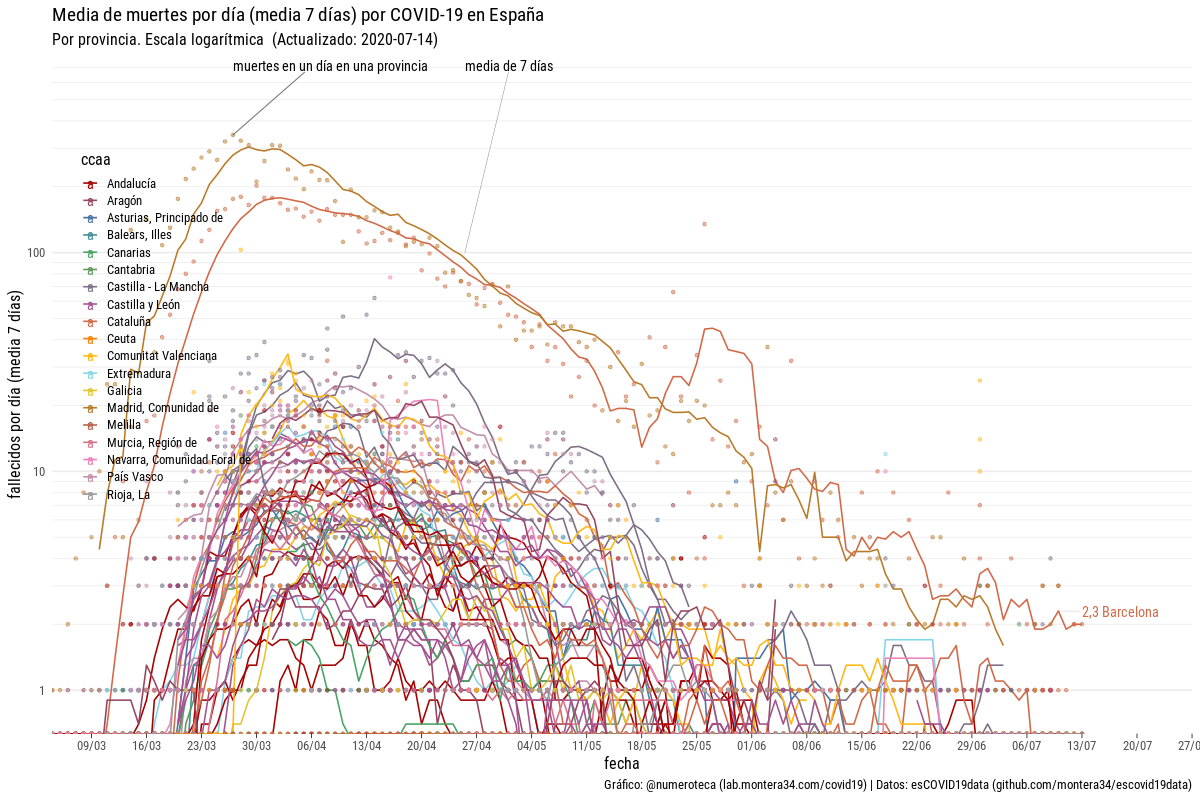 Media de muertes por día (media 7 días) por COVID-19 en España
Por provincia. Escala logarítmica  (Actualizado: 2020-07-14)
muertes en un día en una provincia
media de 7 días
ccaa
Andalucía
Aragón
Asturias, Principado de
Balears, Illes
Canarias
Cantabria
Castilla - La Mancha
Castilla y León
Cataluña
Ceuta
Comunitat Valenciana
Extremadura
Galicia
Madrid, Comunidad de
Melilla
Murcia, Región de
Navarra, Comunidad Foral de
País Vasco
Rioja, La
fallecidos por día (media 7 días)
100
10
1
2,3 Barcelona
09/03 16/03 23/03 30/03 06/04 13/04 20/04 27/04 04/05 11/05 18/05 25/05 01/06 08/06 15/06 22/06 29/06 06/07 13/07 20/07
fecha
Gráfico: @numeroteca (lab.montera34.com/covid19) | Datos: esCOVID19data (github.com/montera34/escovid19data)